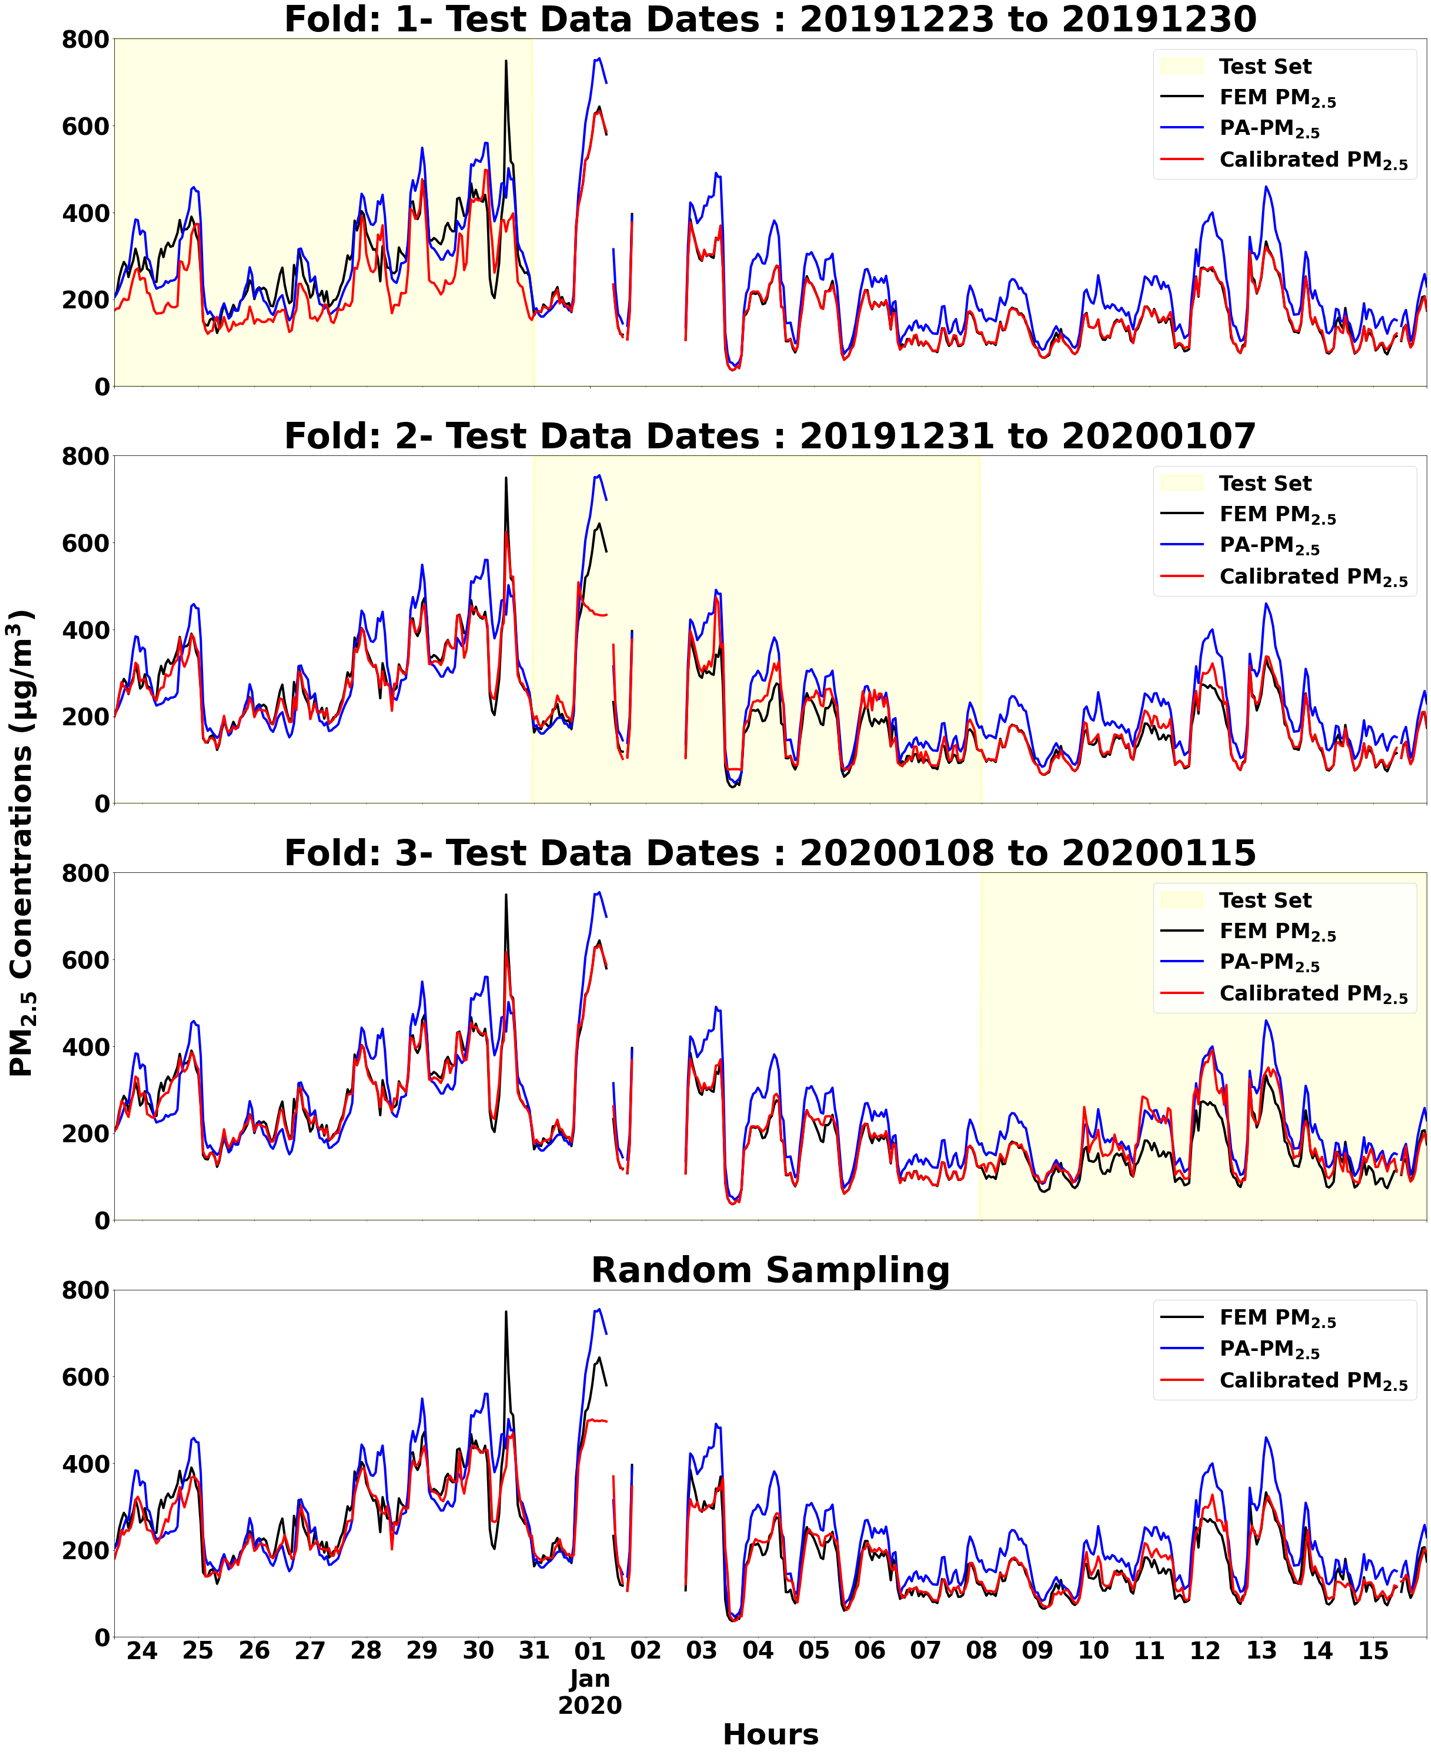 Fold: 1- Test Data Dates : 20191223 to 20191230
800
600
400
200
0
Test Set
FEM PM2.5
PA-PM2.5
Calibrated PM2.5
Fold: 2- Test Data Dates : 20191231 to 20200107
800
600
400
200
0
Test Set
FEM PM2.5
PA-PM2.5
Calibrated PM2.5
PM2.5 Conentrations (µg/m³)
Fold: 3- Test Data Dates : 20200108 to 20200115
800
600
400
200
0
Test Set
FEM PM2.5
PA-PM2.5
Calibrated PM2.5
Random Sampling
800
600
400
200
0
FEM PM2.5
PA-PM2.5
Calibrated PM2.5
24 25 26 27 28 29 30 31 01 02 03 04 05 06 07 08 09 10 11 12 13 14 15
Jan
2020
Hours